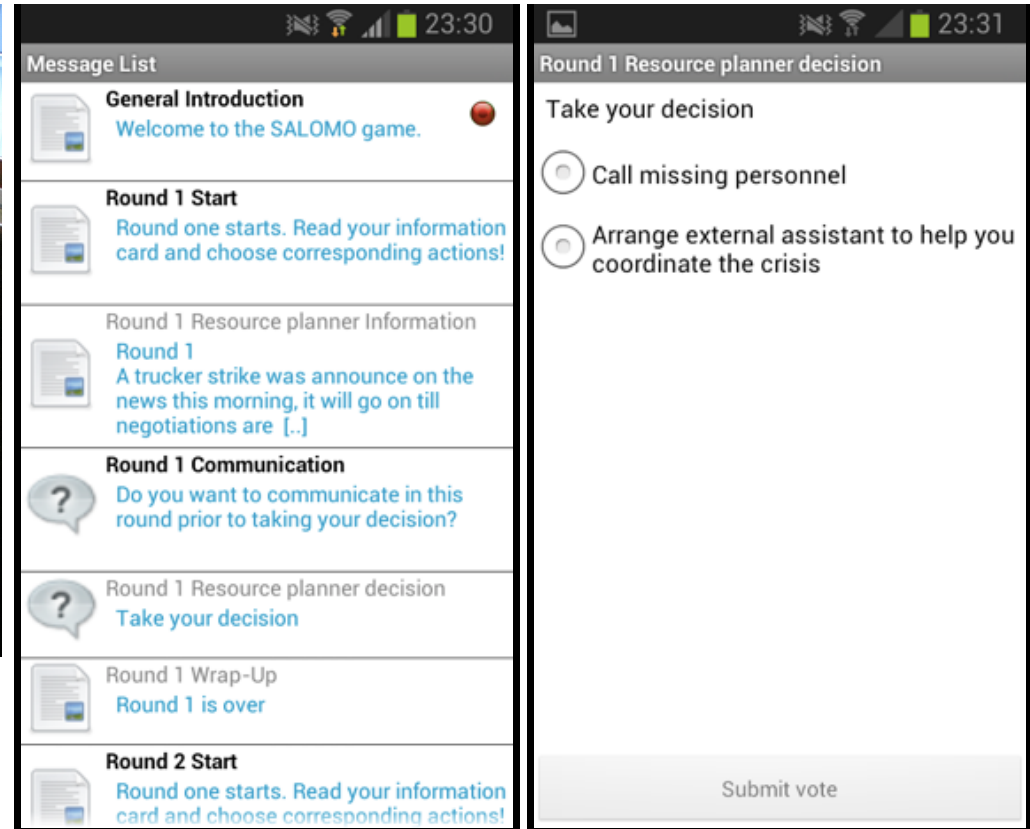 23:30
Message List
General Introduction
Welcome to the SALOMO game.
Round 1 Start
Round one starts. Read your information
card and choose corresponding actions!
Round 1 Resource planner Information
Round 1
A trucker strike was announce on the
news this morning, it will go on till
negotiations are [..]
?
Round 1 Communication
Do you want to communicate in this
round prior to taking your decision?
?
Round 1 Resource planner decision
Take your decision
Round 1 Wrap-Up
Round 1 is over
Round 2 Start
Round one starts. Read your information
card and choose corresponding actions!
23:31
Round 1 Resource planner decision
Take your decision
Call missing personnel
Arrange external assistant to help you
coordinate the crisis
Submit vote